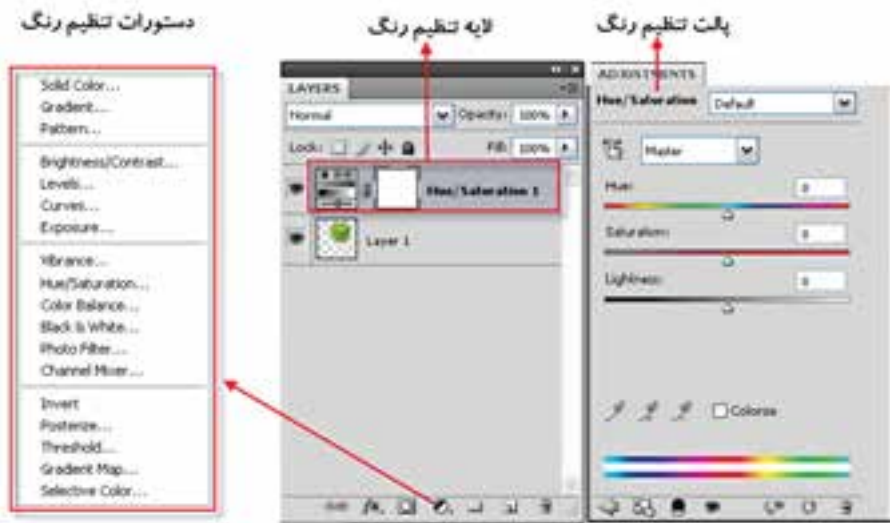 دستورات تنظیم رنگ
لایه تنظیم رنگ
پالت تنظیم رنگ
Solid Color...
Gradient...
Pattern...
Brightness/Contrast...
Levels...
Curves...
Exposure...
Vibrance...
Hue/Saturation...
Color Balance...
Black & White...
Photo Filter...
Channel Mixer...
Invert
Posterize...
Threshold...
Gradient Map...
Selective Color...
LAYERS
Normal Opacity: 100%
Lock: Fill: 100%
Hue/Saturation 1
Layer 1
fx.
ADJUSTMENTS
Hue/Saturation Default
Master
Hue: 0
Saturation: 0
Lightness: 0
Colorize